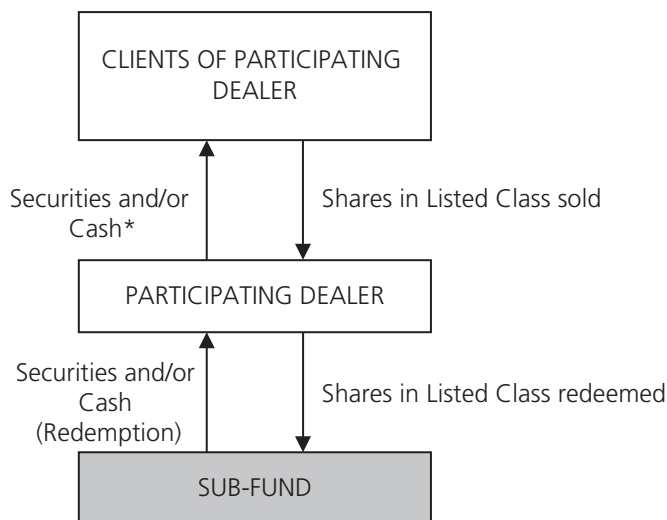 CLIENTS OF PARTICIPATING
DEALER
Securities and/or
Cash*
Shares in Listed Class sold
PARTICIPATING DEALER
Securities and/or
Cash
(Redemption)
Shares in Listed Class redeemed
SUB-FUND